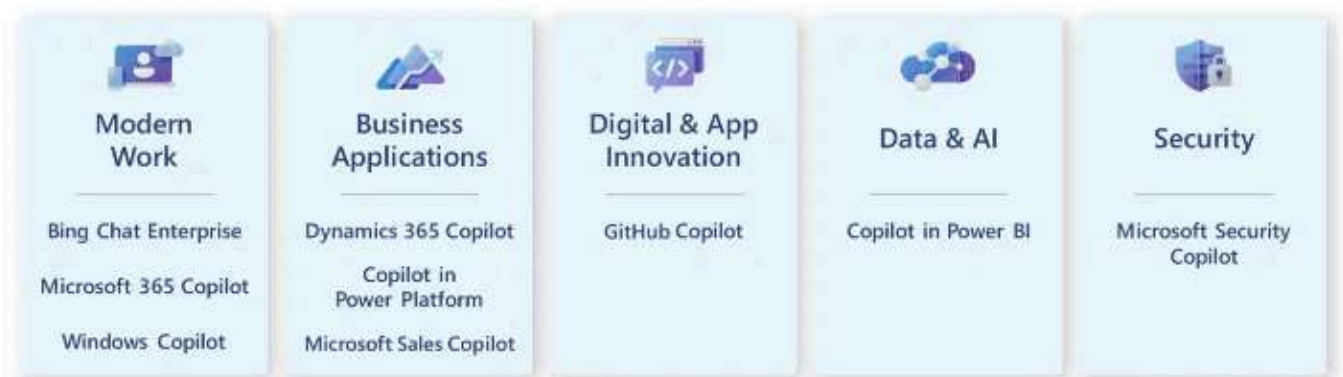 Modern
Work
Bing Chat Enterprise
Microsoft 365 Copilot
Windows Copilot
Business
Applications
Dynamics 365 Copilot
Copilot in
Power Platform
Microsoft Sales Copilot
</>
Digital & App
Innovation
GitHub Copilot
Data & AI
Copilot in Power BI
Security
Microsoft Security
Copilot